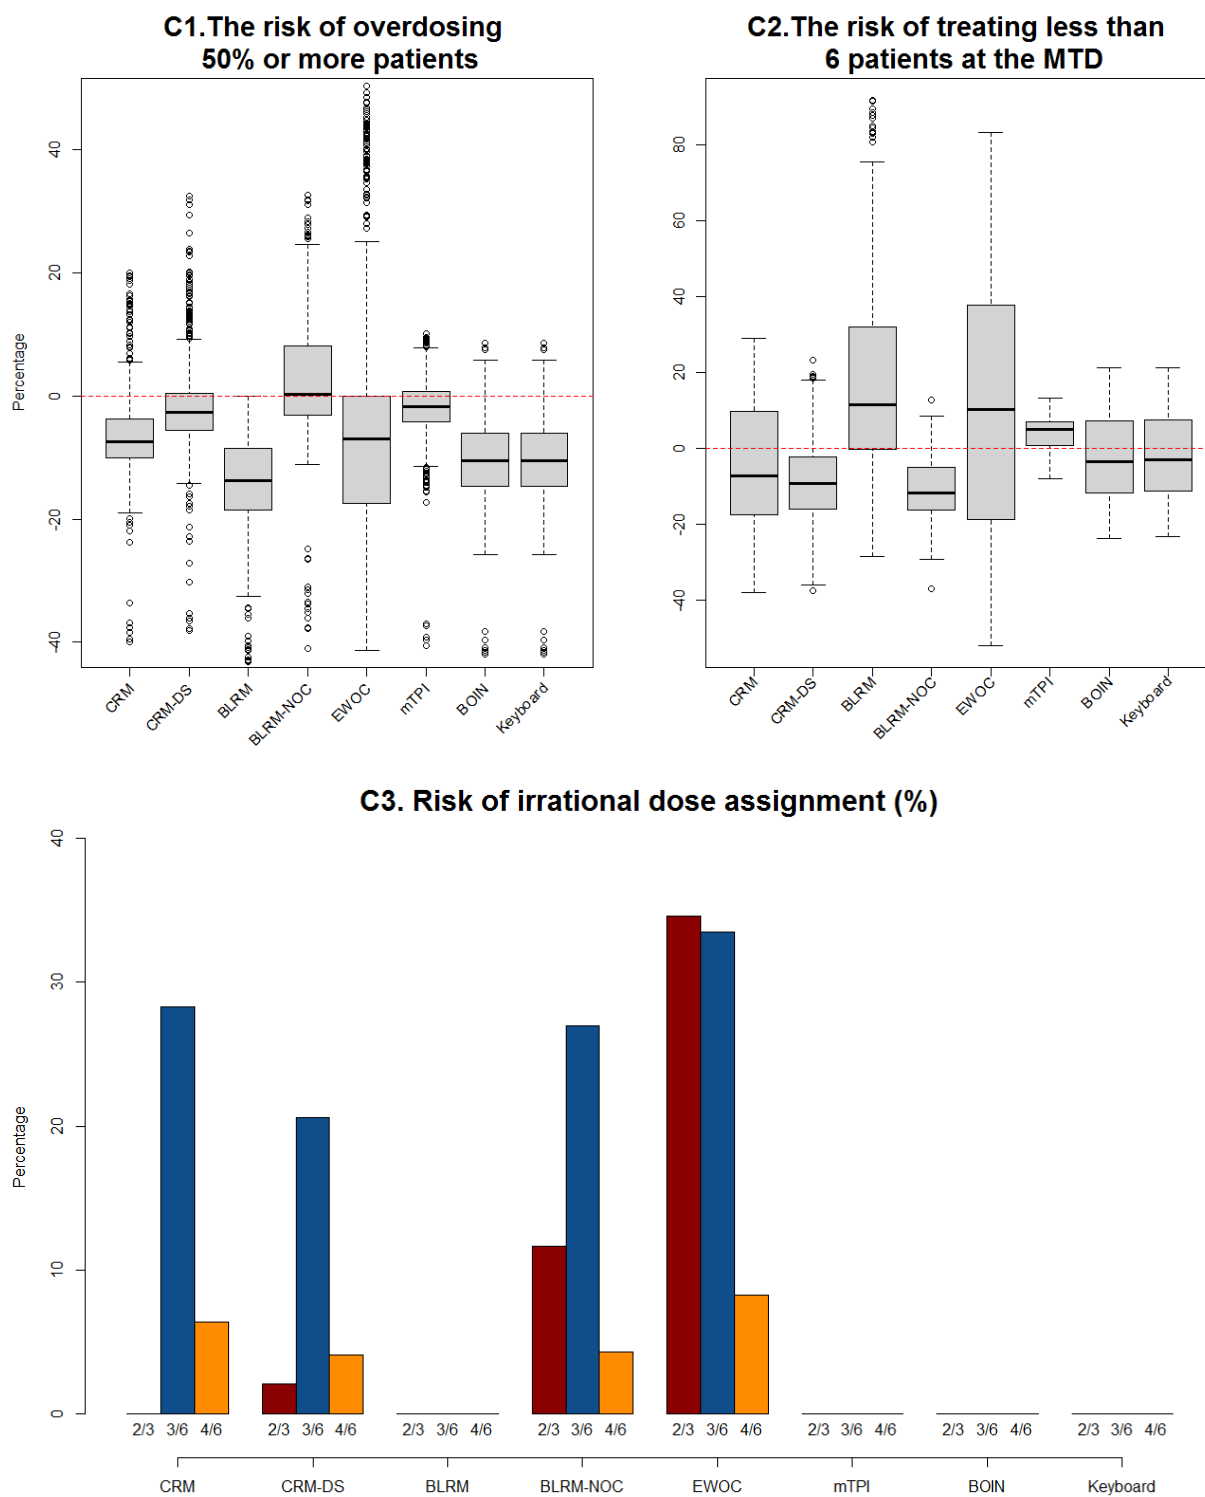 C1.The risk of overdosing
50% or more patients
C2.The risk of treating less than
6 patients at the MTD
Percentage
40
20
0
-20
-40
CRM
CRM-DS
BLRM
BLRM-NOC
EWOC
mTPI
BOIN
Keyboard
80
60
40
20
0
-20
-40
CRM
CRM-DS
BLRM
BLRM-NOC
EWOC
mTPI
BOIN
Keyboard
C3. Risk of irrational dose assignment (%)
Percentage
40
30
20
10
0
2/3 3/6 4/6 2/3 3/6 4/6 2/3 3/6 4/6 2/3 3/6 4/6 2/3 3/6 4/6 2/3 3/6 4/6 2/3 3/6 4/6 2/3 3/6 4/6
CRM CRM-DS BLRM BLRM-NOC EWOC mTPI BOIN Keyboard